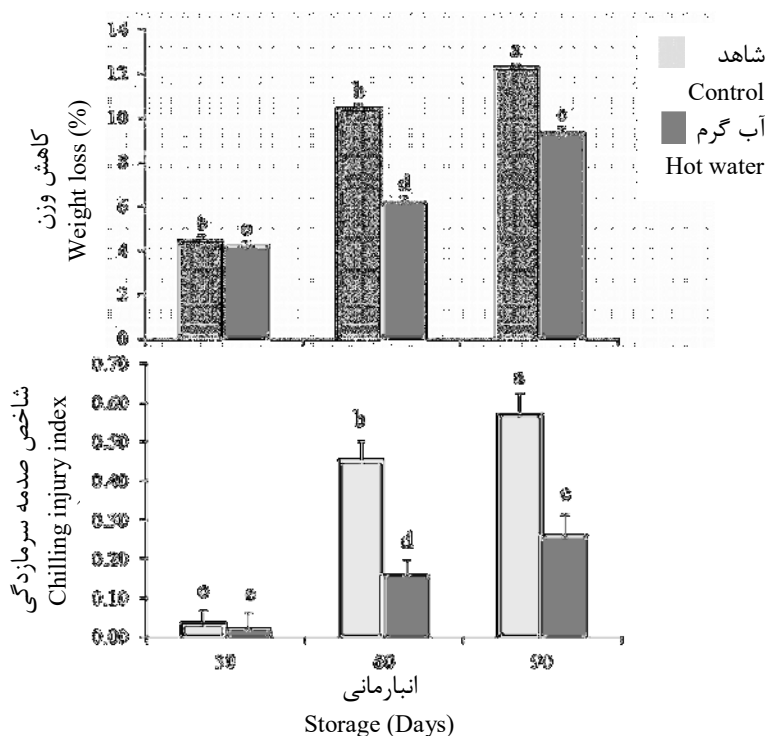 شاهد
Control
آب گرم
Hot water
کاهش وزن
Weight loss (%)
14
12
10
8
6
4
2
0
b
d
a
c
شاخص صدمه سرمازدگی
Chilling injury index
0.70
0.60
0.50
0.40
0.30
0.20
0.10
0.00
b
d
a
c
60
90
انبارمانی
Storage (Days)